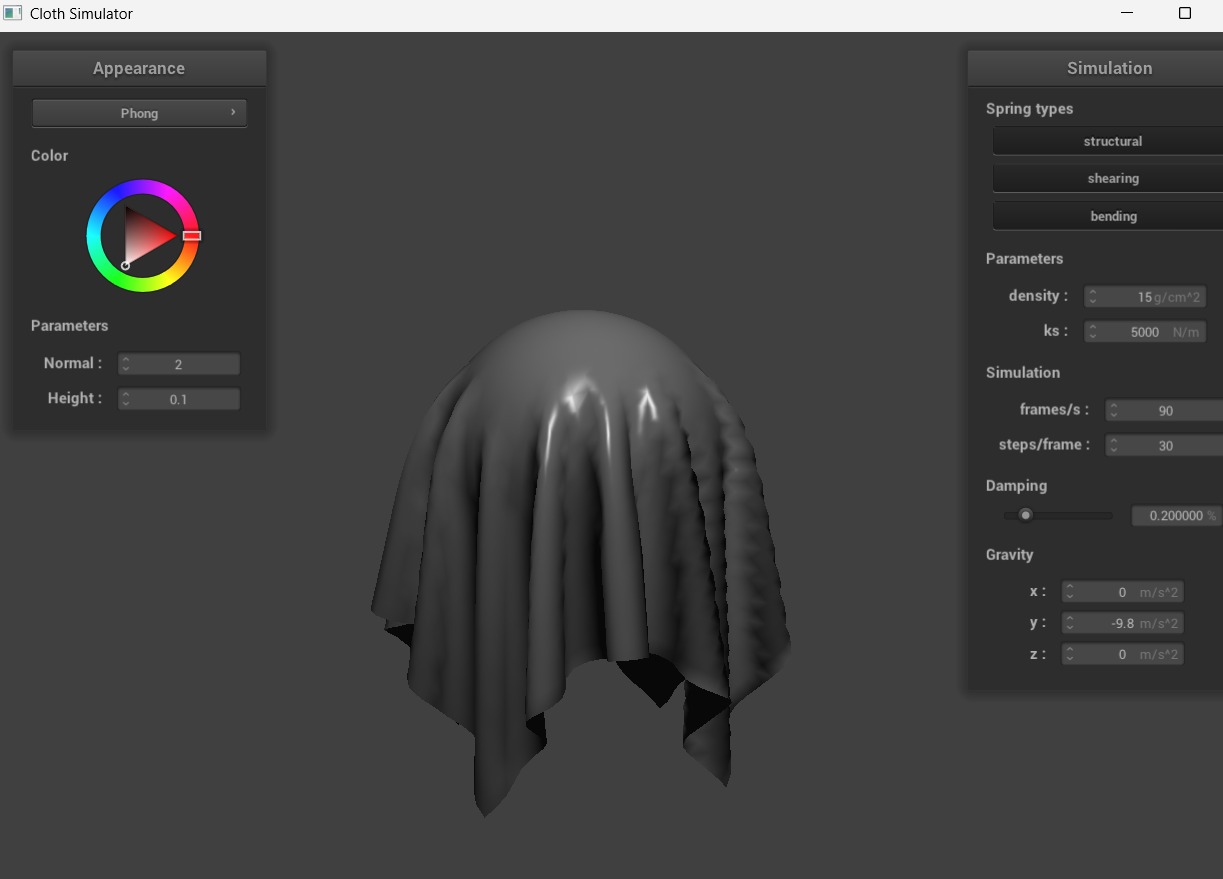 Cloth Simulator
Appearance
Phong
Color
Parameters
Normal : 2
Height : 0.1
Simulation
Spring types
structural
shearing
bending
Parameters
density : 15 g/cm^2
ks : 5000 N/m
Simulation
frames/s : 90
steps/frame : 30
Damping
0.200000 %
Gravity
x : 0 m/s^2
y : -9.8 m/s^2
z : 0 m/s^2